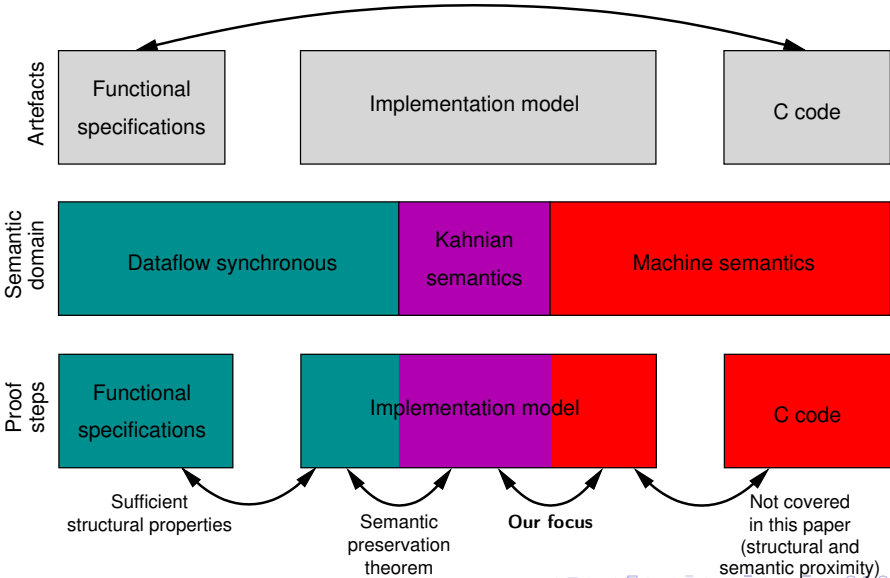 Artefacts
Functional
specifications
Implementation model
C code
Semantic
domain
Dataflow synchronous
Kahnian
semantics
Machine semantics
Proof
steps
Functional
specifications
Implementation model
C code
Sufficient
structural properties
Semantic
preservation
theorem
Our focus
Not covered
in this paper
(structural and
semantic proximity)